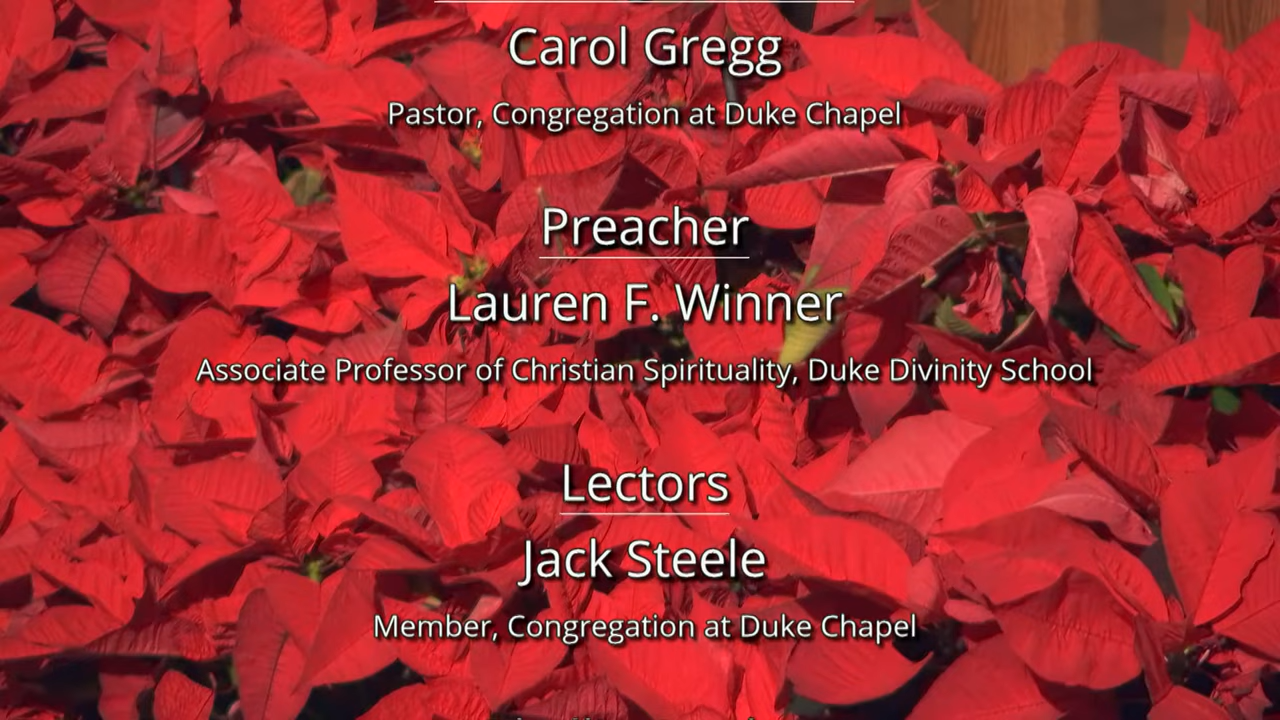 Carol Gregg
Pastor, Congregation at Duke Chapel
Preacher
Lauren F. Winner
Associate Professor of Christian Spirituality, Duke Divinity School
Lectors
Jack Steele
Member, Congregation at Duke Chapel